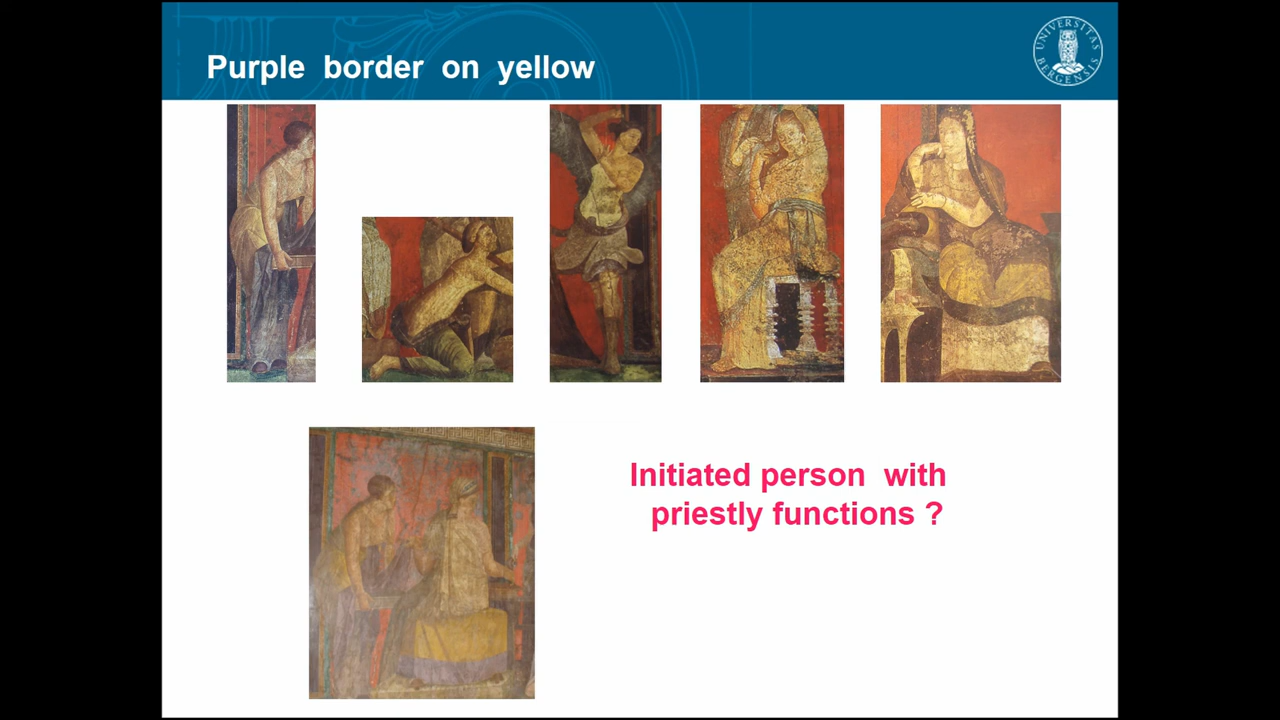 Purple border on yellow
UNIVERSITAS
BERGENSIS
Initiated person with
priestly functions ?